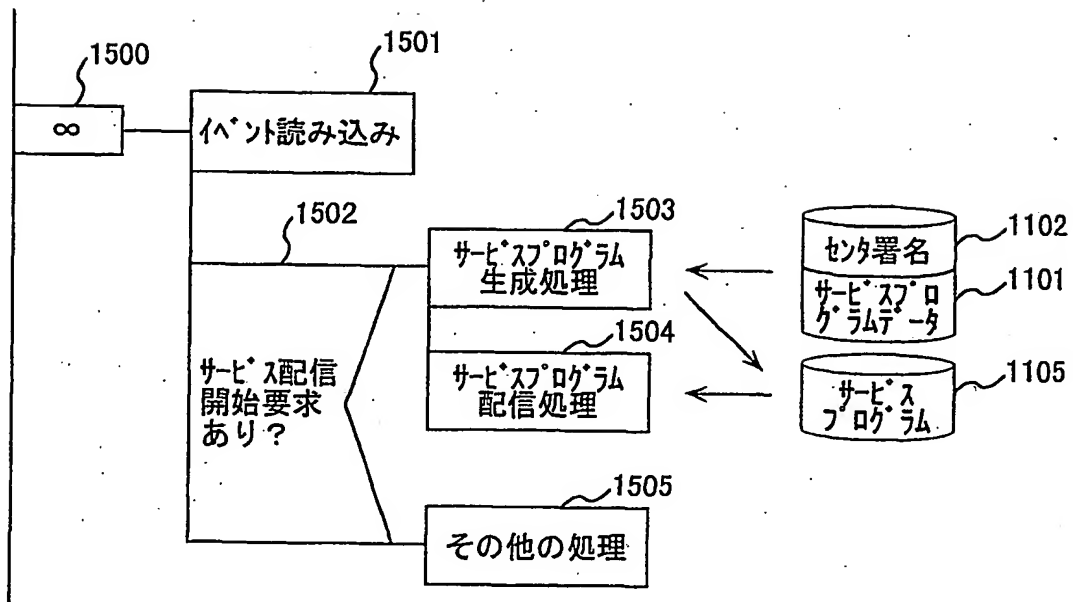 1500
∞
1501
ｲﾍﾞﾝﾄ読み込み
1502
ｻｰﾋﾞｽ配信
開始要求
あり？
1503
ｻｰﾋﾞｽﾌﾟﾛｸﾞﾗﾑ
生成処理
1504
ｻｰﾋﾞｽﾌﾟﾛｸﾞﾗﾑ
配信処理
1505
その他の処理
1102
ｾﾝﾀ署名
1101
ｻｰﾋﾞｽﾌﾟﾛ
ｸﾞﾗﾑﾃﾞｰﾀ
1105
ｻｰﾋﾞｽ
ﾌﾟﾛｸﾞﾗﾑ